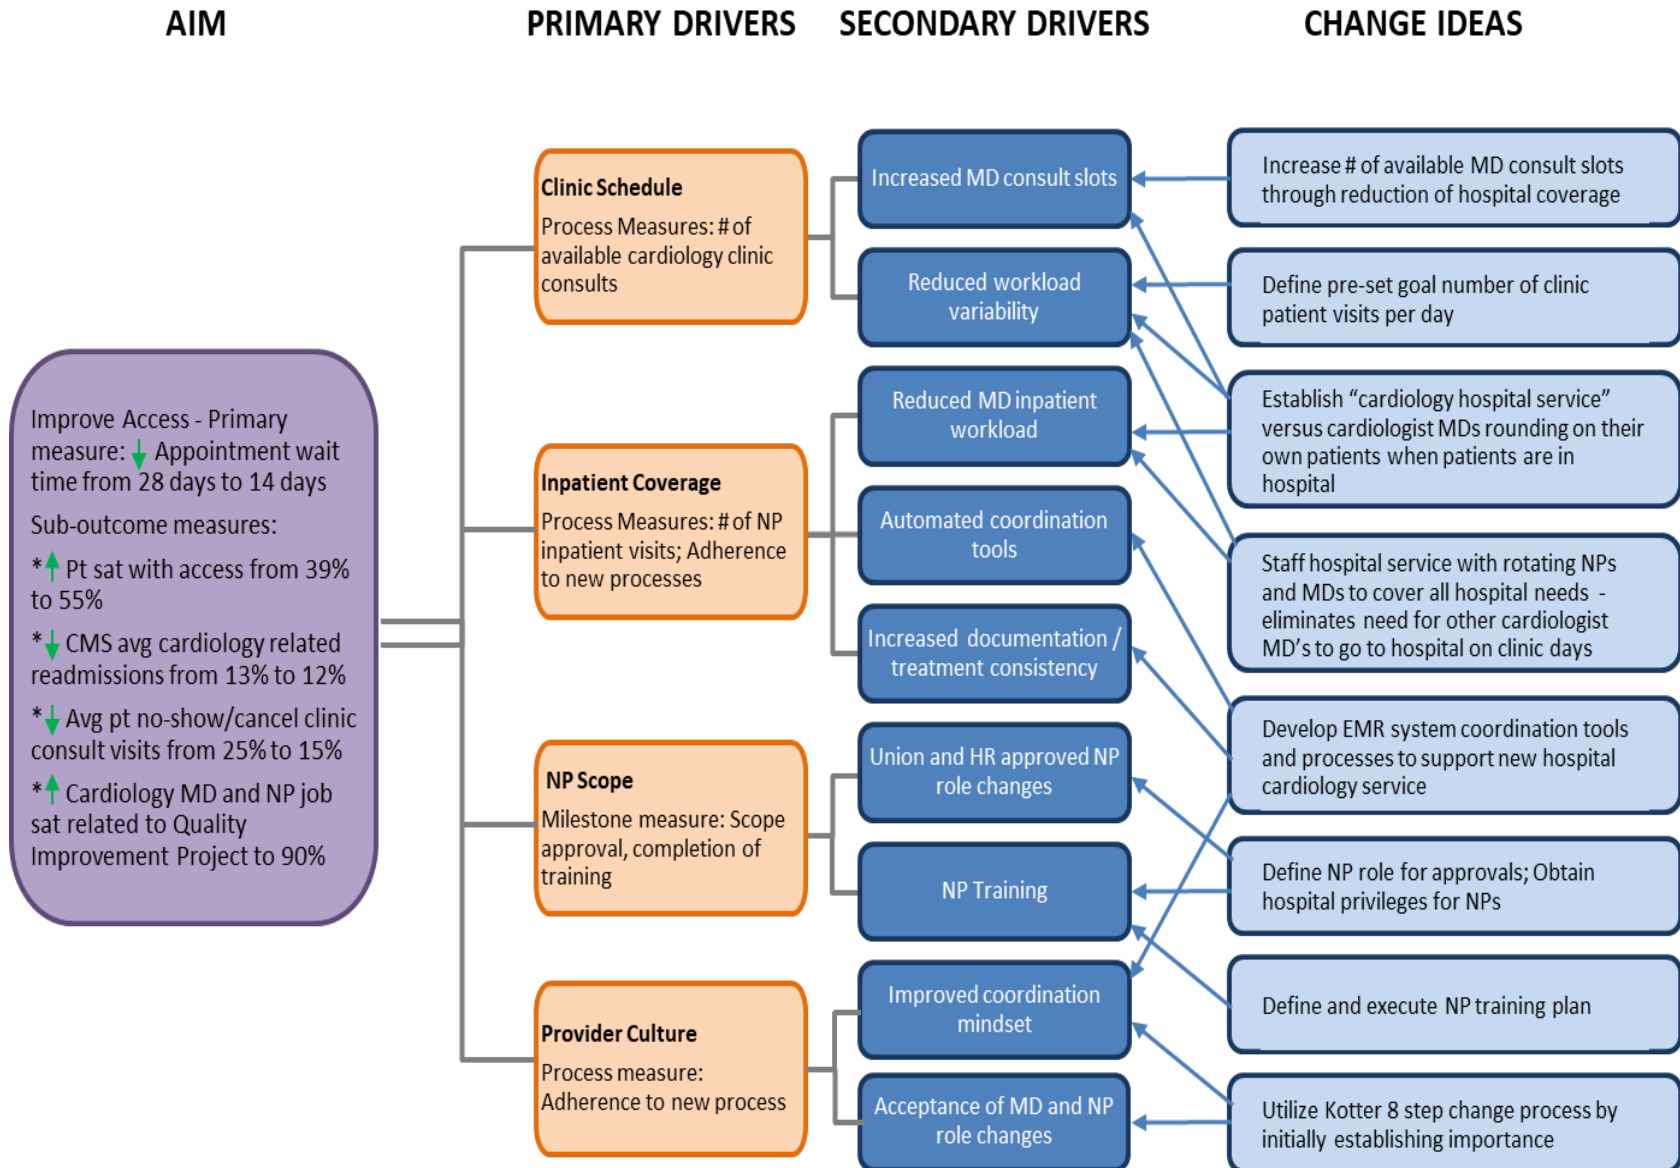 AIM
PRIMARY DRIVERS
SECONDARY DRIVERS
CHANGE IDEAS
Improve Access - Primary
measure: ↓ Appointment wait
time from 28 days to 14 days
Sub-outcome measures:
*↑ Pt sat with access from 39%
to 55%
*↓ CMS avg cardiology related
readmissions from 13% to 12%
*↓ Avg pt no-show/cancel clinic
consult visits from 25% to 15%
*↑ Cardiology MD and NP job
sat related to Quality
Improvement Project to 90%
Clinic Schedule
Process Measures: # of
available cardiology clinic
consults
Inpatient Coverage
Process Measures: # of NP
inpatient visits; Adherence
to new processes
NP Scope
Milestone measure: Scope
approval, completion of
training
Provider Culture
Process measure:
Adherence to new process
Increased MD consult slots
Reduced workload
variability
Reduced MD inpatient
workload
Automated coordination
tools
Increased documentation /
treatment consistency
Union and HR approved NP
role changes
NP Training
Improved coordination
mindset
Acceptance of MD and NP
role changes
Increase # of available MD consult slots
through reduction of hospital coverage
Define pre-set goal number of clinic
patient visits per day
Establish “cardiology hospital service”
versus cardiologist MDs rounding on their
own patients when patients are in
hospital
Staff hospital service with rotating NPs
and MDs to cover all hospital needs -
eliminates need for other cardiologist
MD’s to go to hospital on clinic days
Develop EMR system coordination tools
and processes to support new hospital
cardiology service
Define NP role for approvals; Obtain
hospital privileges for NPs
Define and execute NP training plan
Utilize Kotter 8 step change process by
initially establishing importance